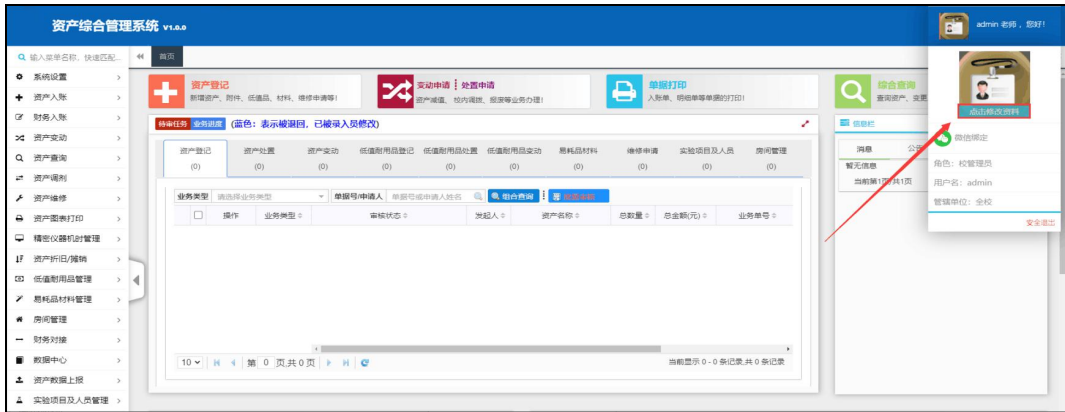 资产综合管理系统 V1.0.0
admin 老师，您好!
输入菜单名称，快速匹配...
首页
系统设置
资产入账
财务入账
资产变动
资产查询
资产调剂
资产维修
资产图表打印
精密仪器机时管理
资产折旧/摊销
低值耐用品管理
易耗品材料管理
房间管理
财务对接
数据中心
资产数据上报
实验项目及人员管理
资产登记
新增资产、附件、低值品、材料、维修申请等!
变动申请 处置申请
资产减值、校内调拨、报废等业务办理!
单据打印
入账单、明细单等单据的打印!
综合查询
查询资产、变更
待审任务 业务进度 (蓝色：表示被退回，已被录入员修改)
资产登记 资产处置 资产变动 低值耐用品登记 低值耐用品处置 低值耐用品变动 易耗品材料 维修申请 实验项目及人员 房间管理
(0) (0) (0) (0) (0) (0) (0) (0) (0) (0)
业务类型 请选择业务类型 单据号/申请人 单据号或申请人姓名 组合查询
操作 业务类型 审核状态 发起人 资产名称 总数量 总金额(元) 业务单号
10 第 0 页,共 0 页 当前显示 0 - 0 条记录,共 0 条记录
信息栏
消息 公告
暂无信息
当前第1页/共1页
点击修改资料
微信绑定
角色：校管理员
用户名：admin
管辖单位：全校
安全退出